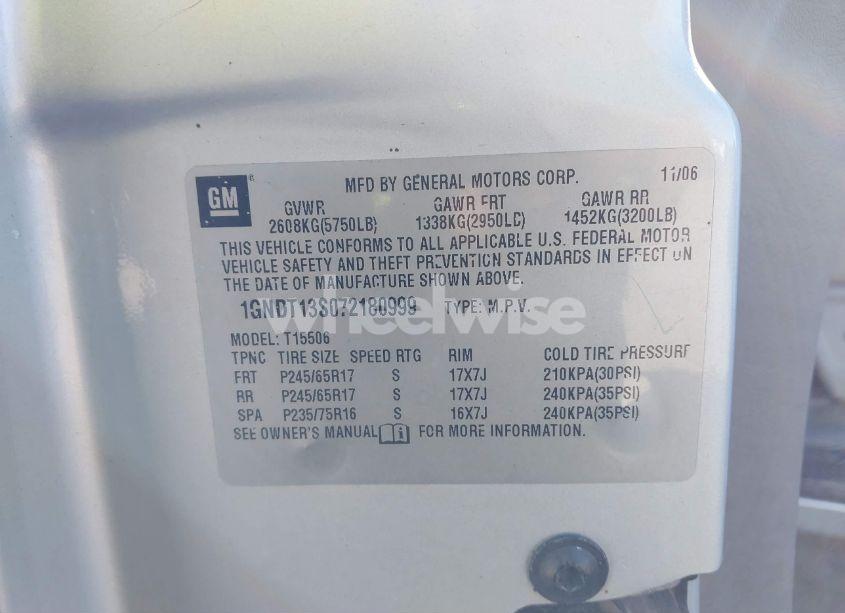 GM
MFD BY GENERAL MOTORS CORP. 11/06
GVWR GAWR FRT GAWR RR
2608KG(5750LB) 1338KG(2950LB) 1452KG(3200LB)
THIS VEHICLE CONFORMS TO ALL APPLICABLE U.S. FEDERAL MOTOR
VEHICLE SAFETY AND THEFT PREVENTION STANDARDS IN EFFECT ON
THE DATE OF MANUFACTURE SHOWN ABOVE.
1GNDT13S072180999 TYPE: M.P.V.
wheelwise
MODEL: T15506
TPNC TIRE SIZE SPEED RTG RIM COLD TIRE PRESSURE
FRT P245/65R17 S 17X7J 210KPA(30PSI)
RR P245/65R17 S 17X7J 240KPA(35PSI)
SPA P235/75R16 S 16X7J 240KPA(35PSI)
SEE OWNER'S MANUAL FOR MORE INFORMATION.